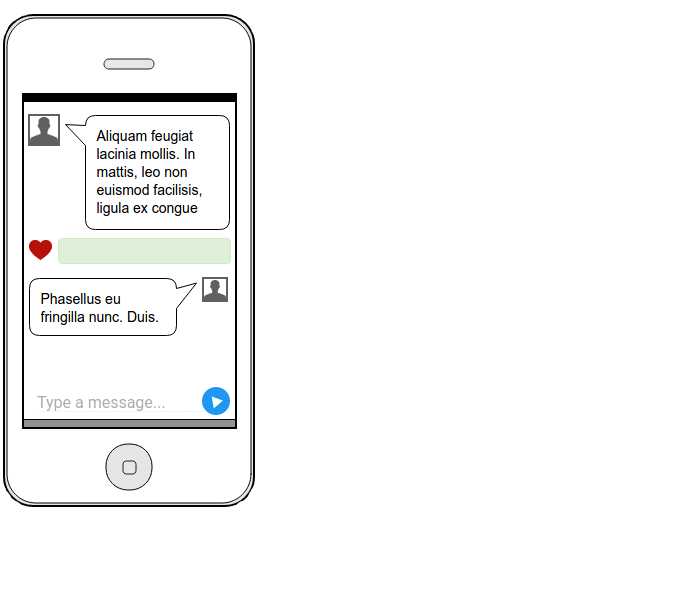 Aliquam feugiat
lacinia mollis. In
mattis, leo non
euismod facilisis,
ligula ex congue
Phasellus eu
fringilla nunc. Duis.
Type a message...